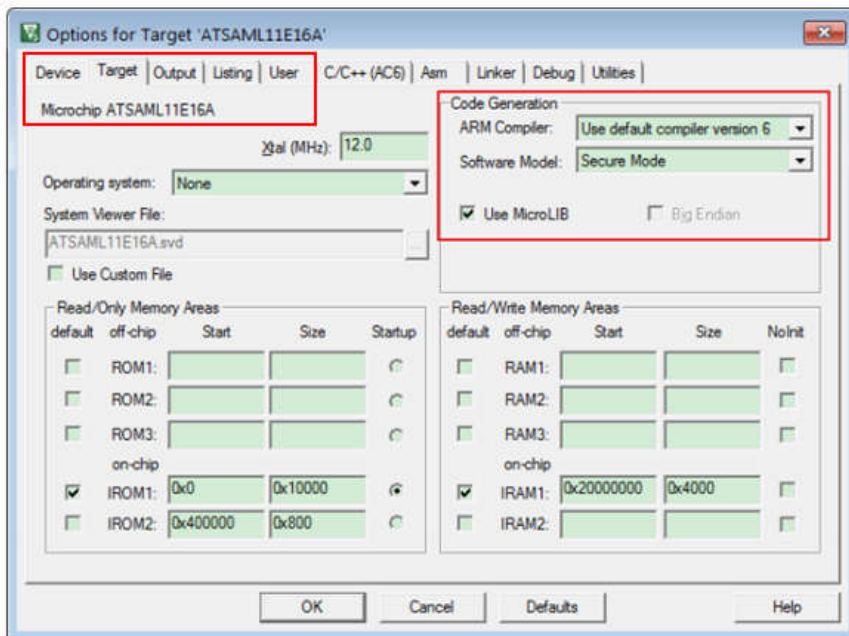 Options for Target 'ATSAML11E16A'
Device Target Output Listing User C/C++ (AC6) Asm Linker Debug Utilities
Microchip ATSAML11E16A
Xtal (MHz): 12.0
Operating system: None
System Viewer File:
ATSAML11E16A.svd ...
Use Custom File
Code Generation
ARM Compiler: Use default compiler version 6
Software Model: Secure Mode
Use MicroLIB Big Endian
Read/Only Memory Areas
default off-chip Start Size Startup
ROM1:
ROM2:
ROM3:
on-chip
IROM1: 0x0 0x10000
IROM2: 0x400000 0x800
Read/Write Memory Areas
default off-chip Start Size NoInit
RAM1:
RAM2:
RAM3:
on-chip
IRAM1: 0x20000000 0x4000
IRAM2:
OK Cancel Defaults Help